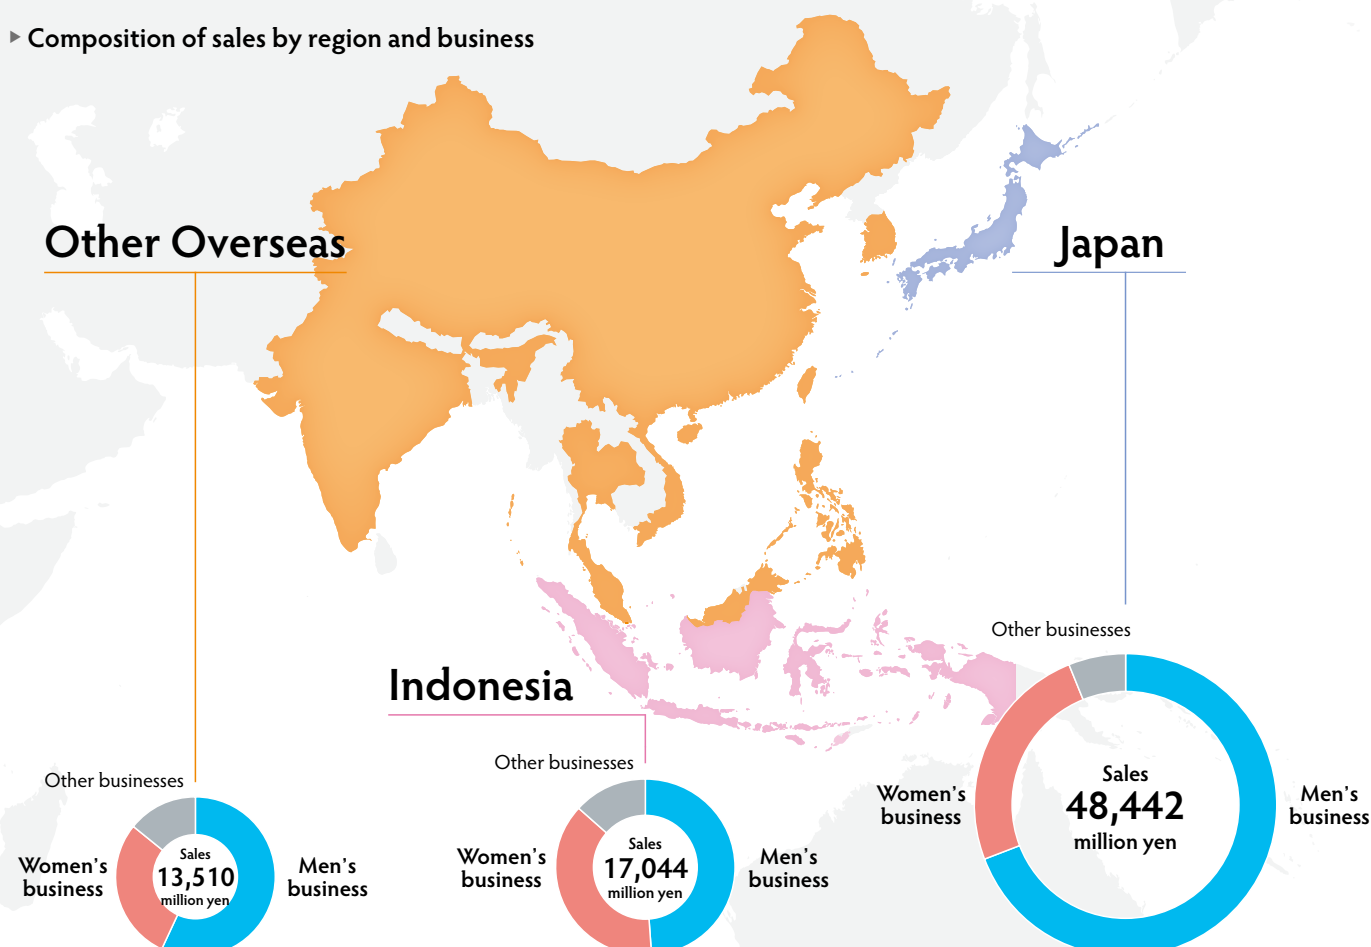 Composition of sales by region and business
Other Overseas
Japan
Indonesia
Other businesses
Women's
business
Sales
13,510
million yen
Men's
business
Other businesses
Women's
business
Sales
17,044
million yen
Men's
business
Other businesses
Women's
business
Sales
48,442
million yen
Men's
business